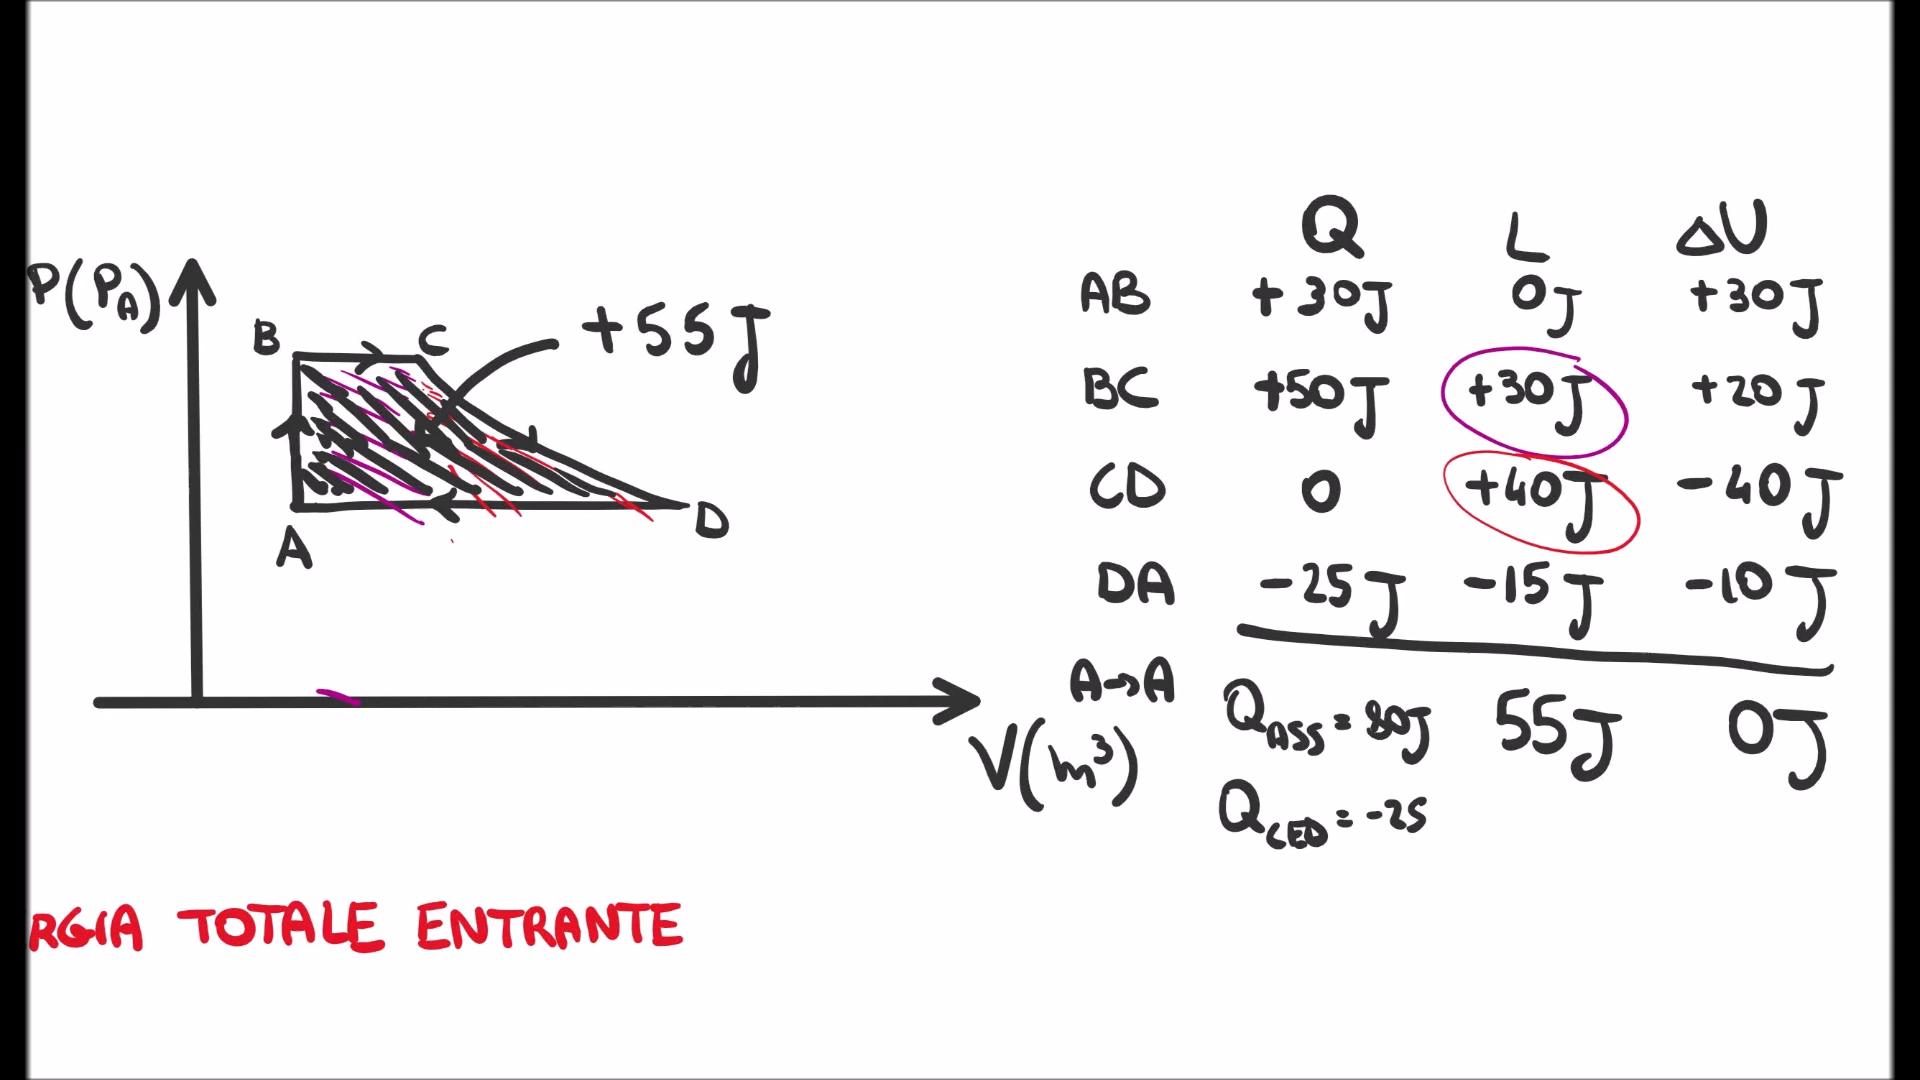 Q L ΔU
P(PA)
AB +30J 0J +30J
+55J
B C
BC +50J +30J +20J
CD 0 +40J -40J
A D
DA -25J -15J -10J
A→A QASS = 80J 55J 0J
V(m³)
QCED = -25
RGIA TOTALE ENTRANTE